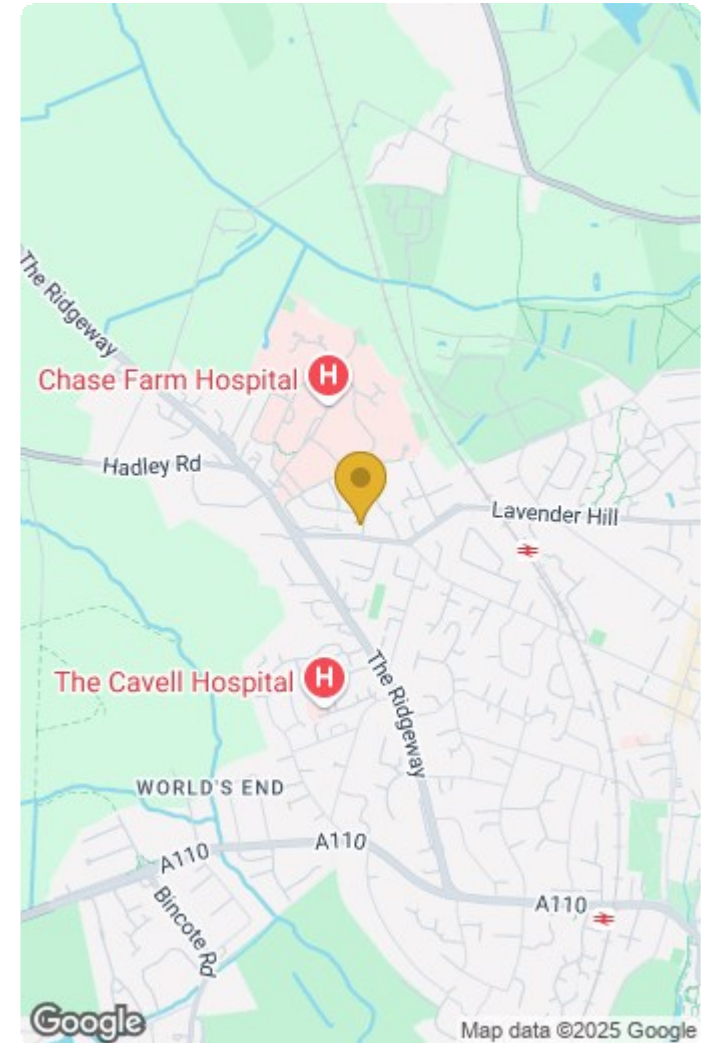 The Ridgeway
Chase Farm Hospital
H
Hadley Rd
Lavender Hill
The Cavell Hospital
H
The Ridgeway
WORLD'S END
A110
A110
A110
Bincote Rd
Google
Map data ©2025 Google